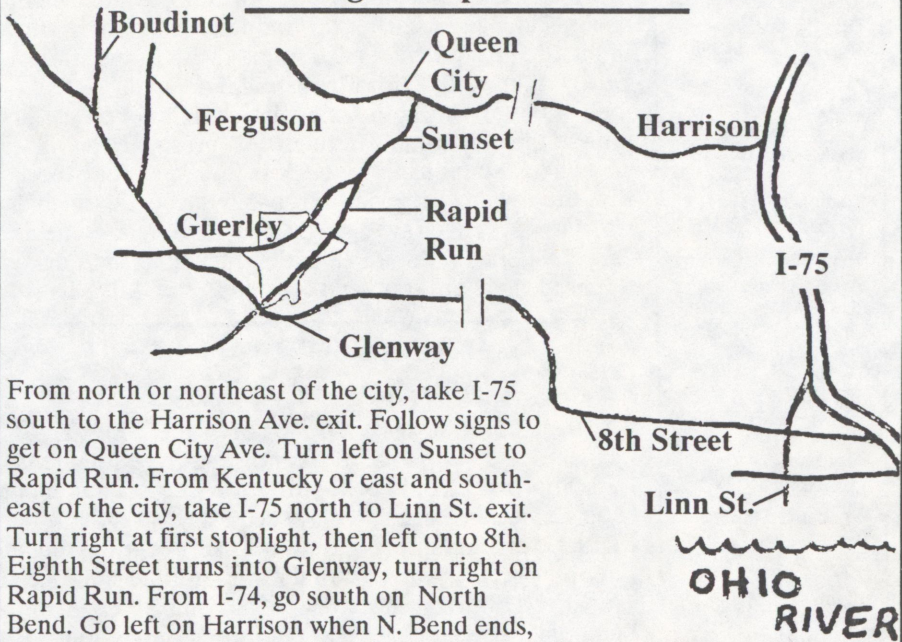 Boudinot
Queen
City
Ferguson
Harrison
Sunset
Guerley
Rapid
Run
I-75
Glenway
From north or northeast of the city, take I-75
south to the Harrison Ave. exit. Follow signs to
get on Queen City Ave. Turn left on Sunset to
Rapid Run. From Kentucky or east and south-
east of the city, take I-75 north to Linn St. exit.
Turn right at first stoplight, then left onto 8th.
Eighth Street turns into Glenway, turn right on
Rapid Run. From I-74, go south on North
Bend. Go left on Harrison when N. Bend ends,
8th Street
Linn St.
OHIO
RIVER